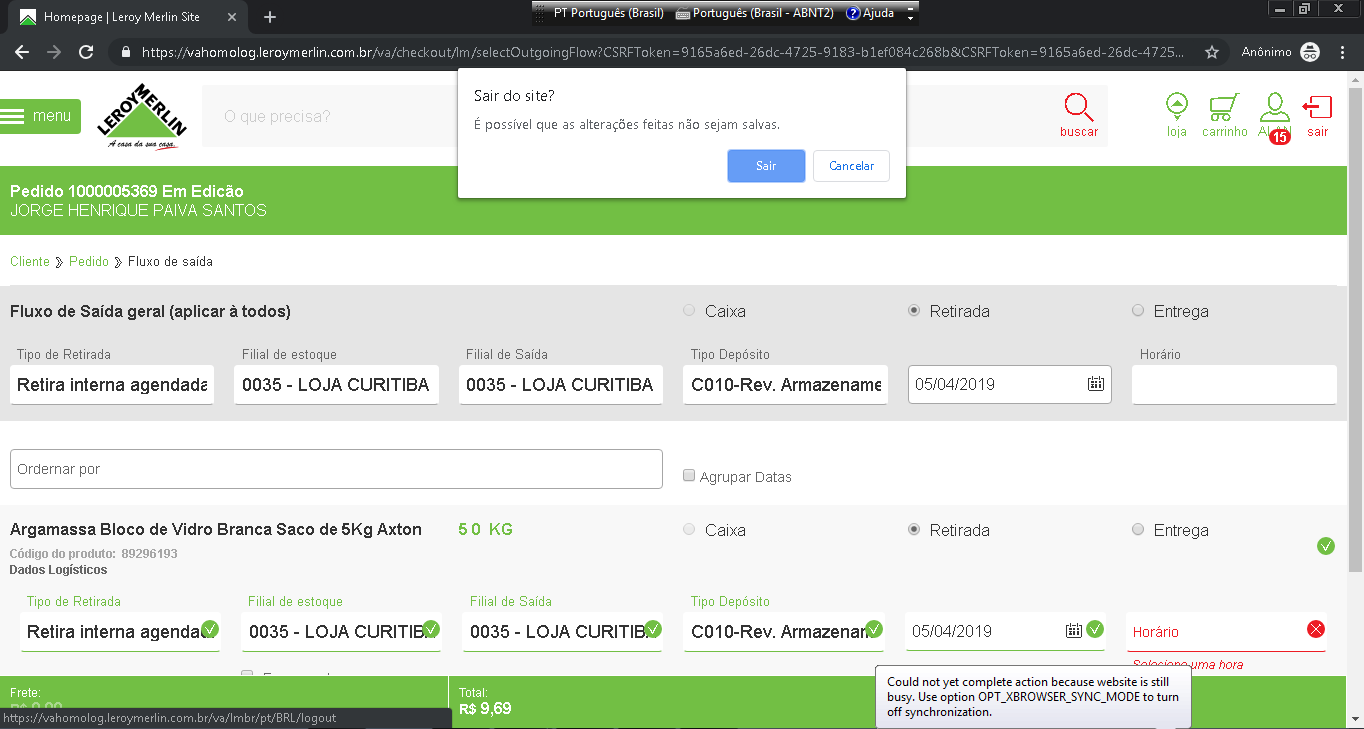 Homepage | Leroy Merlin Site
PT Português (Brasil) Português (Brasil - ABNT2) Ajuda
https://vahomolog.leroymerlin.com.br/va/checkout/lm/selectOutgoingFlow?CSRFToken=9165a6ed-26dc-4725-9183-b1ef084c268b&CSRFToken=9165a6ed-26dc-4725...
Anônimo
menu
LEROY MERLIN
A casa da sua casa.
O que precisa?
Sair do site?
É possível que as alterações feitas não sejam salvas.
Sair Cancelar
buscar
loja
carrinho
15
sair
Pedido 1000005369 Em Edição
JORGE HENRIQUE PAIVA SANTOS
Cliente Pedido Fluxo de saída
Fluxo de Saída geral (aplicar à todos) Caixa Retirada Entrega
Tipo de Retirada Filial de estoque Filial de Saída Tipo Depósito Horário
Retira interna agendada 0035 - LOJA CURITIBA 0035 - LOJA CURITIBA C010-Rev. Armazename 05/04/2019
Ordernar por
Agrupar Datas
Argamassa Bloco de Vidro Branca Saco de 5Kg Axton 5 0 KG Caixa Retirada Entrega
Código do produto: 89296193
Dados Logísticos
Tipo de Retirada Filial de estoque Filial de Saída Tipo Depósito
Retira interna agenda 0035 - LOJA CURITIB 0035 - LOJA CURITIB C010-Rev. Armazenam 05/04/2019 Horário
Selecione uma hora
Frete: Total:
R$ 9,69
https://vahomolog.leroymerlin.com.br/va/lmbr/pt/BRL/logout
Could not yet complete action because website is still
busy. Use option OPT_XBROWSER_SYNC_MODE to turn
off synchronization.